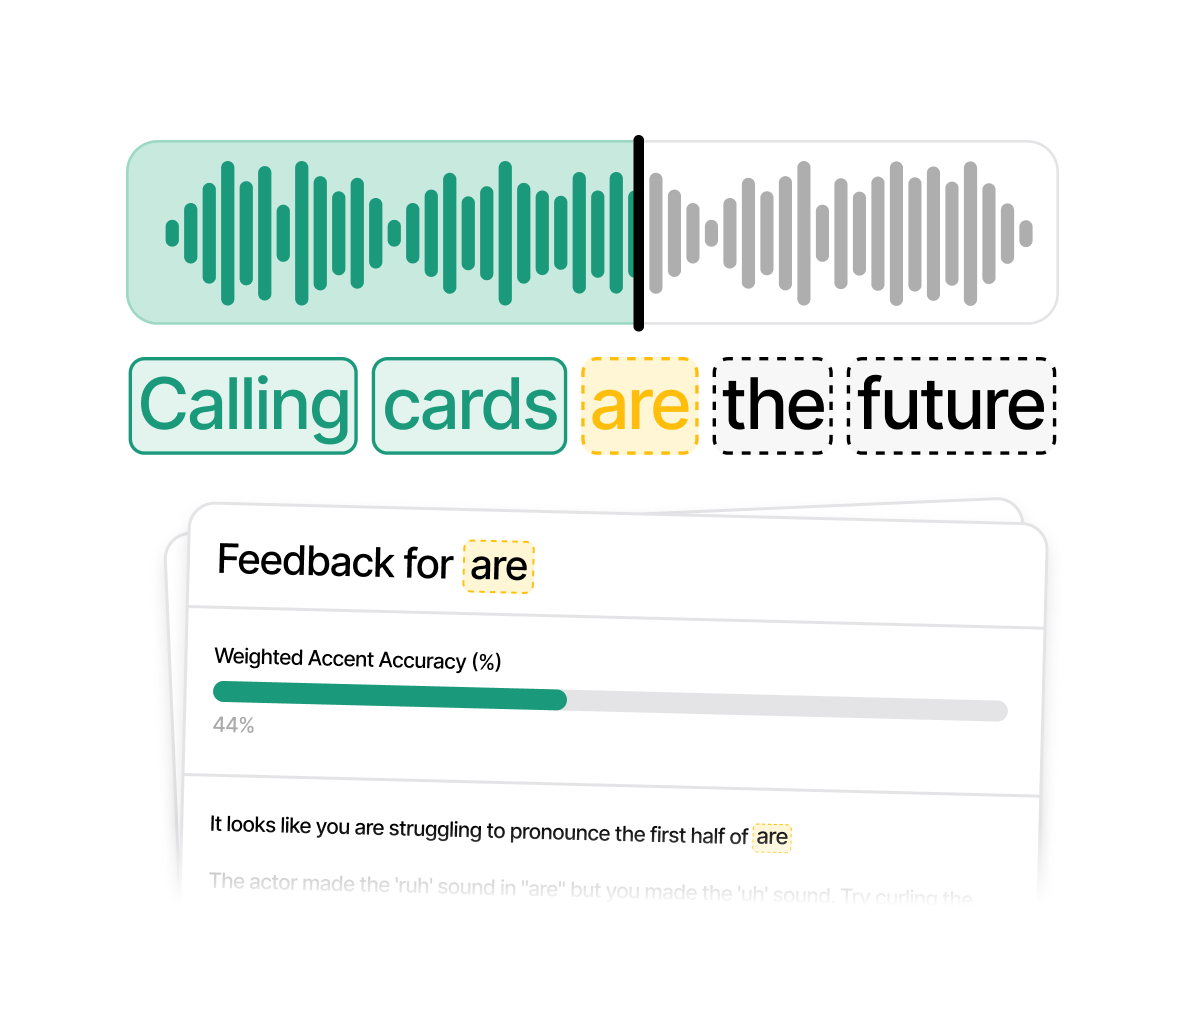 Calling cards are the future
Feedback for are
Weighted Accent Accuracy (%)
44%
It looks like you are struggling to pronounce the first half of are
The actor made the 'ruh' sound in "are" but you made the 'uh' sound. Try curling the